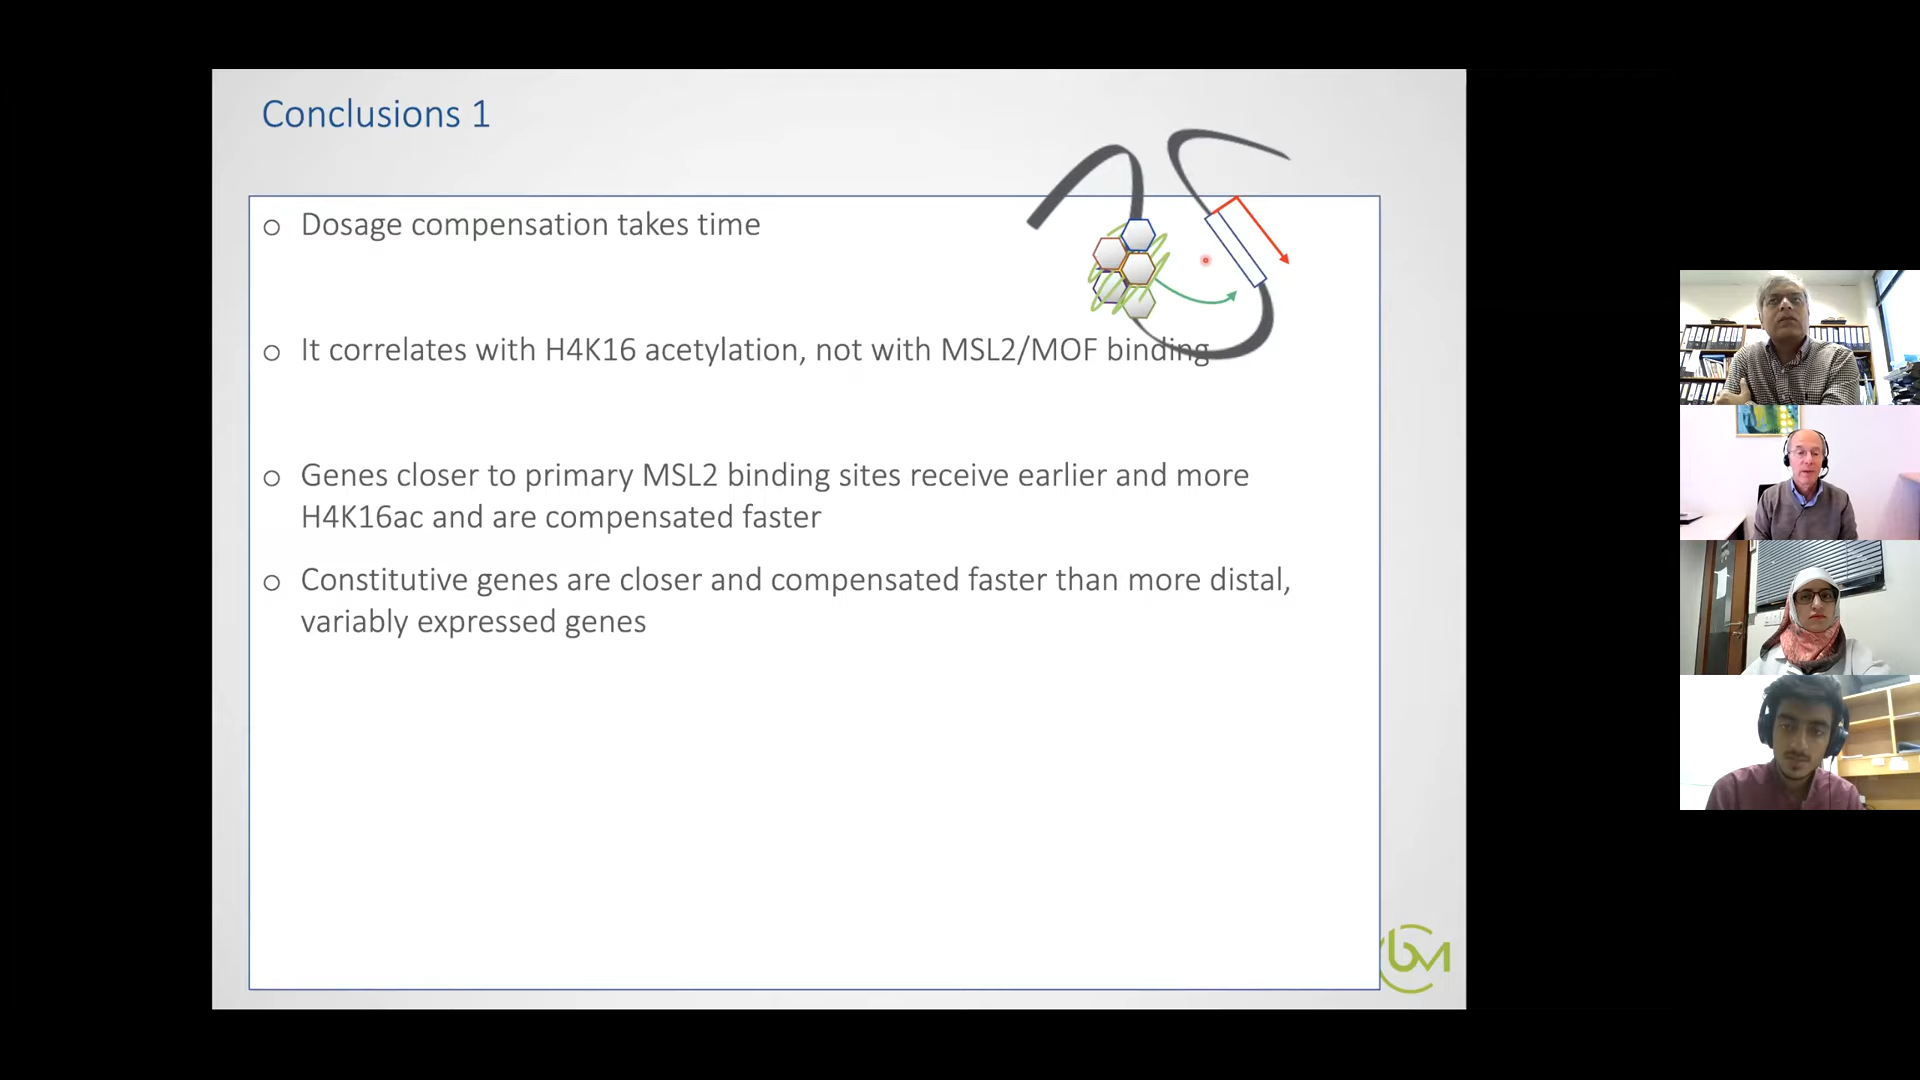 Conclusions 1
o Dosage compensation takes time
o It correlates with H4K16 acetylation, not with MSL2/MOF binding
o Genes closer to primary MSL2 binding sites receive earlier and more
H4K16ac and are compensated faster
o Constitutive genes are closer and compensated faster than more distal,
variably expressed genes
bM